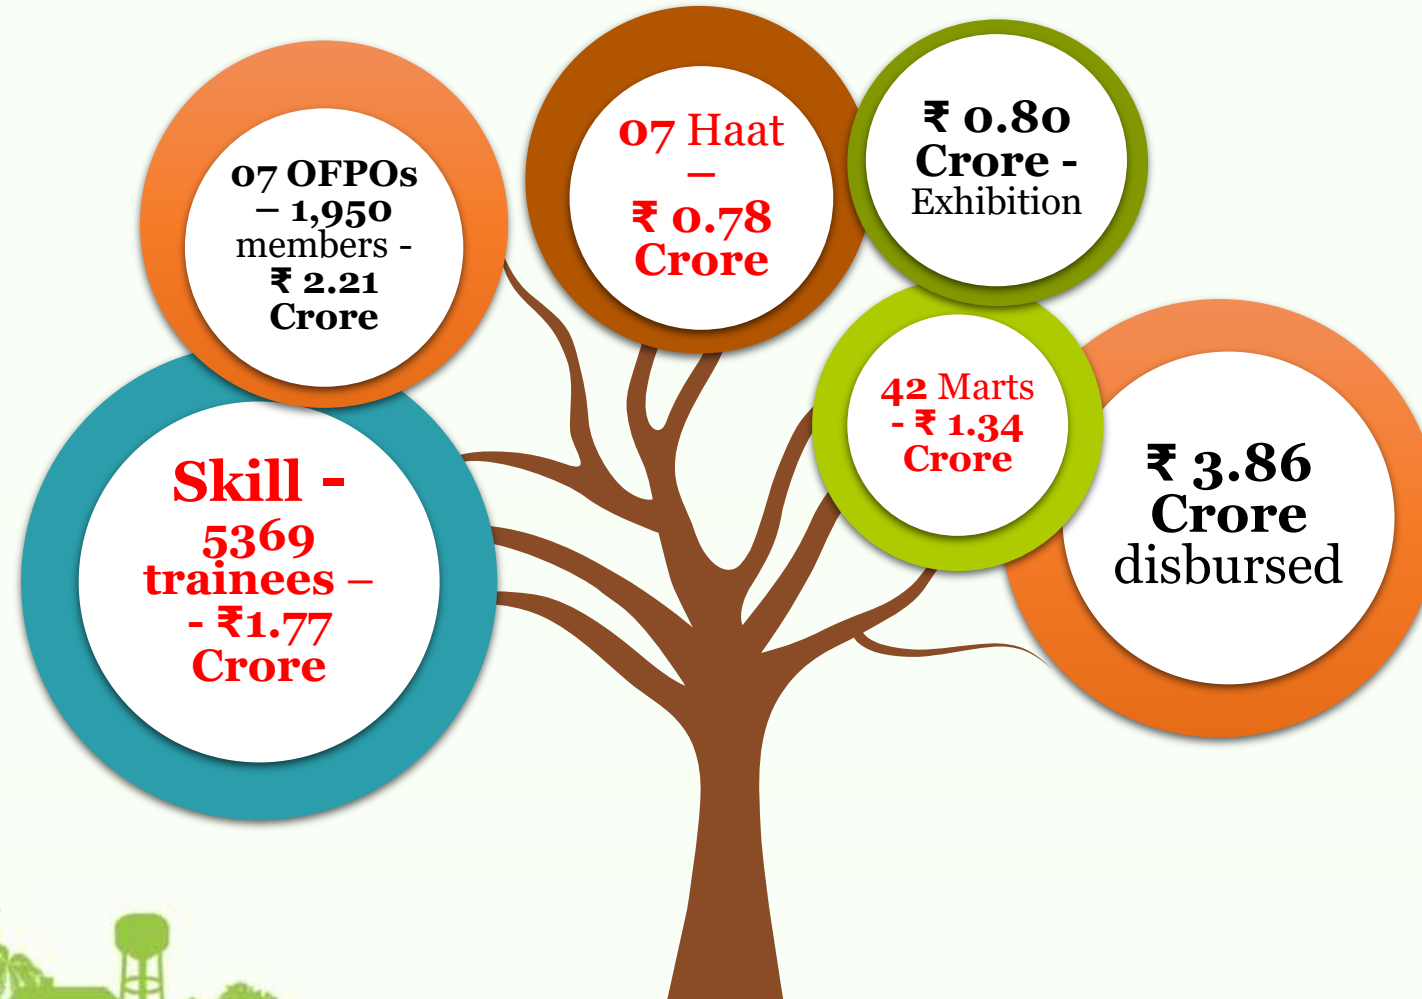 07 OFPOs
– 1,950
members -
₹ 2.21
Crore
07 Haat
–
₹ 0.78
Crore
₹ 0.80
Crore -
Exhibition
42 Marts
- ₹ 1.34
Crore
Skill -
5369
trainees –
- ₹1.77
Crore
₹ 3.86
Crore
disbursed